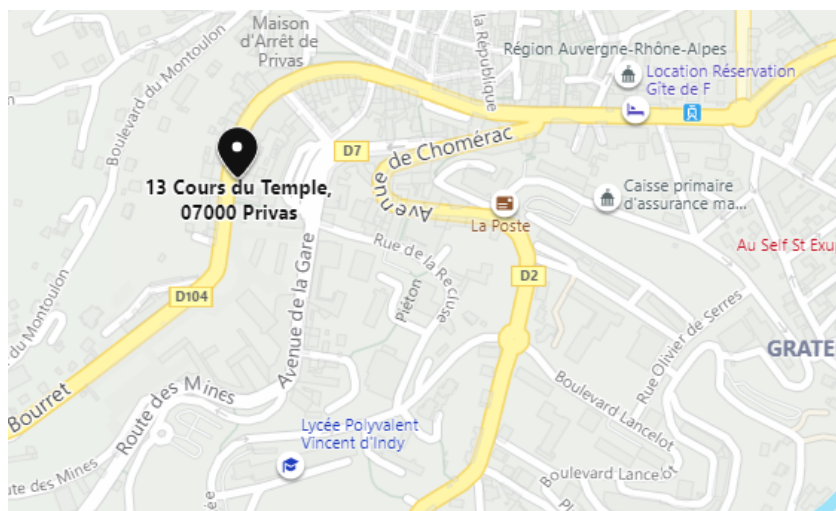 Maison
d'Arrêt de
Privas
Boulevard du Montoulon
la République
Région Auvergne-Rhône-Alpes
Location Réservation
Gîte de F
D7
Avenue de Chomérac
13 Cours du Temple,
07000 Privas
Caisse primaire
d'assurance ma...
La Poste
Au Self St Exup
Rue de la Recluse
Avenue de la Gare
Piéton
D2
D104
du Montoulon
Rue Olivier de Serres
GRATE
Bourret
Route des Mines
Boulevard Lancelot
Lycée Polyvalent
Vincent d'Indy
Boulevard Lancelot
ute des Mines